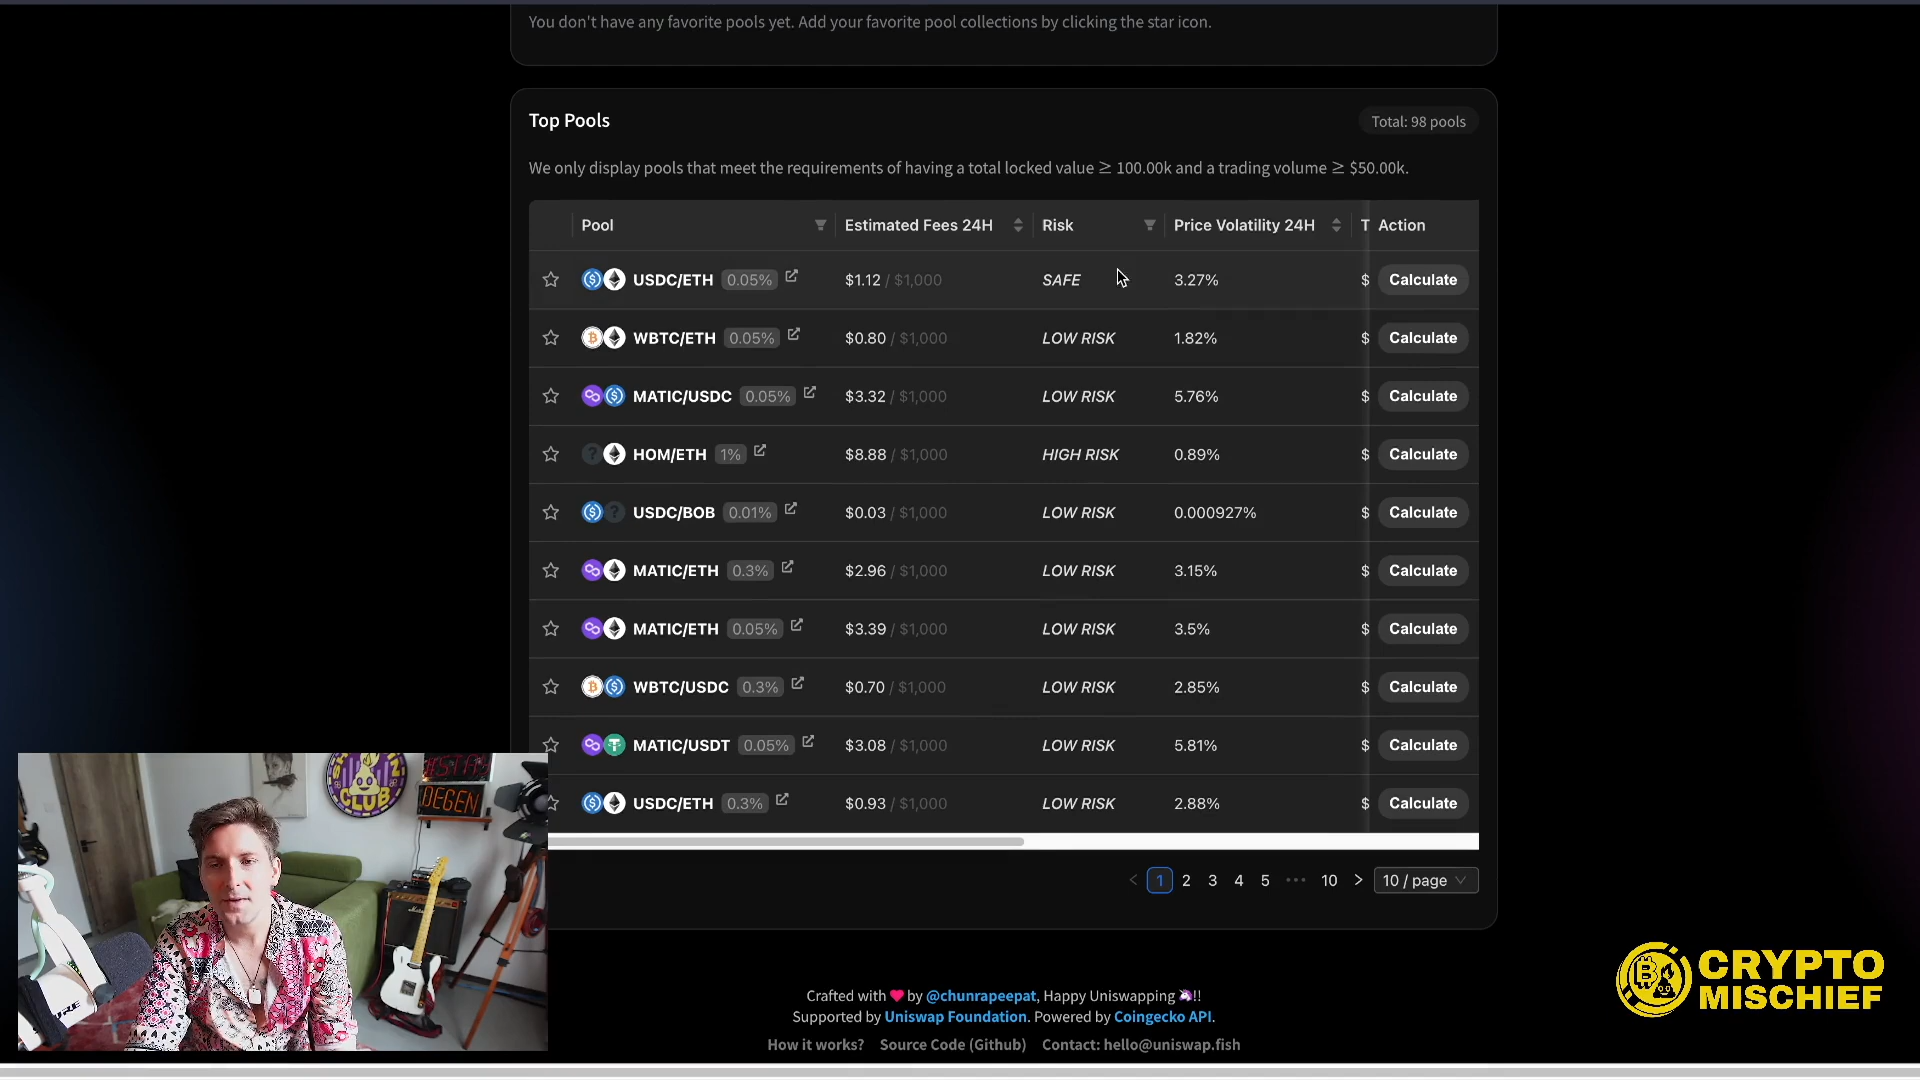 You don't have any favorite pools yet. Add your favorite pool collections by clicking the star icon.
Top Pools
Total: 98 pools
We only display pools that meet the requirements of having a total locked value ≥ 100.00k and a trading volume ≥ $50.00k.
Pool Estimated Fees 24H Risk Price Volatility 24H T Action
USDC/ETH 0.05% $1.12 / $1,000 SAFE 3.27% $ Calculate
WBTC/ETH 0.05% $0.80 / $1,000 LOW RISK 1.82% $ Calculate
MATIC/USDC 0.05% $3.32 / $1,000 LOW RISK 5.76% $ Calculate
HOM/ETH 1% $8.88 / $1,000 HIGH RISK 0.89% $ Calculate
USDC/BOB 0.01% $0.03 / $1,000 LOW RISK 0.000927% $ Calculate
MATIC/ETH 0.3% $2.96 / $1,000 LOW RISK 3.15% $ Calculate
MATIC/ETH 0.05% $3.39 / $1,000 LOW RISK 3.5% $ Calculate
WBTC/USDC 0.3% $0.70 / $1,000 LOW RISK 2.85% $ Calculate
MATIC/USDT 0.05% $3.08 / $1,000 LOW RISK 5.81% $ Calculate
USDC/ETH 0.3% $0.93 / $1,000 LOW RISK 2.88% $ Calculate
< 1 2 3 4 5 ••• 10 > 10 / page
#STAY
DEGEN
CLUB
Crafted with ❤ by @chunrapeepat, Happy Uniswapping 🦄!!
Supported by Uniswap Foundation. Powered by Coingecko API.
How it works? Source Code (Github) Contact: hello@uniswap.fish
CRYPTO
MISCHIEF